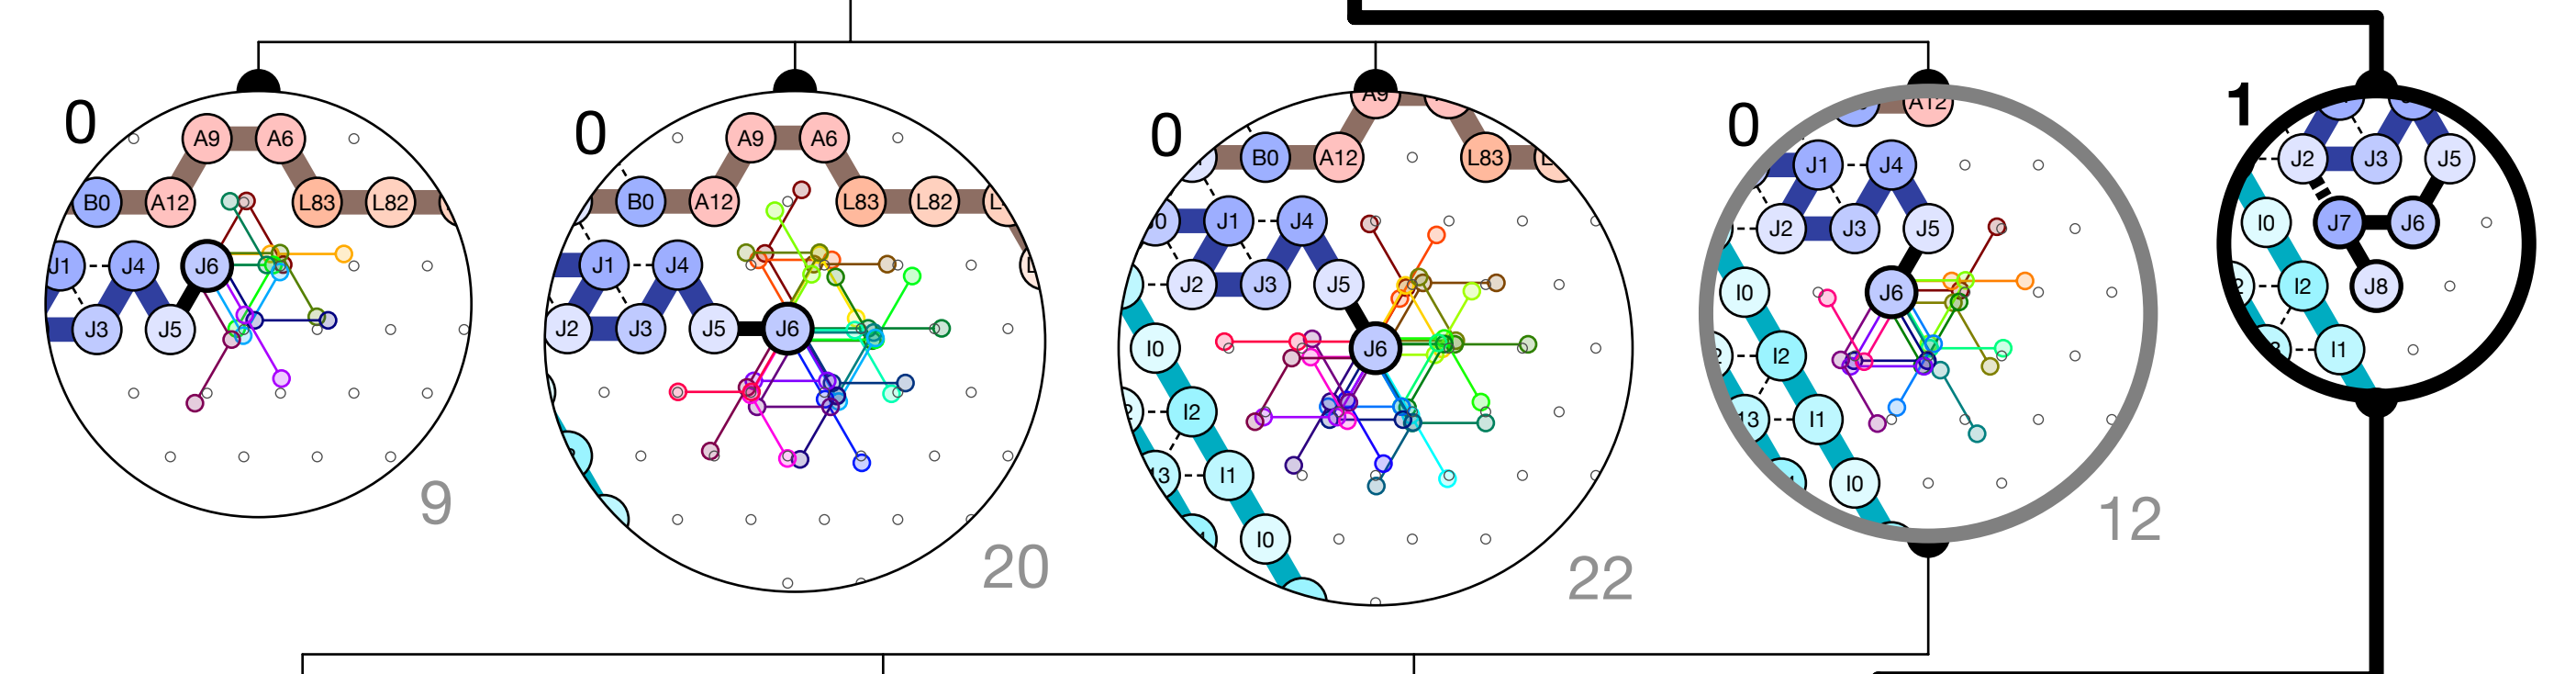 0
A9 A6
B0 A12 L83 L82
J1 J4 J6
J3 J5
9
0
A9 A6
B0 A12 L83 L82
J1 J4
J2 J3 J5 J6
20
0
A9
B0 A12 L83
J1 J4
J2 J3 J5
I0 J6
I2
I1
I0
22
0
A12
J1 J4
J2 J3 J5
I0 J6
I2
13 I1
I0
12
1
J2 J3 J5
I0 J7 J6
I2 J8
I1